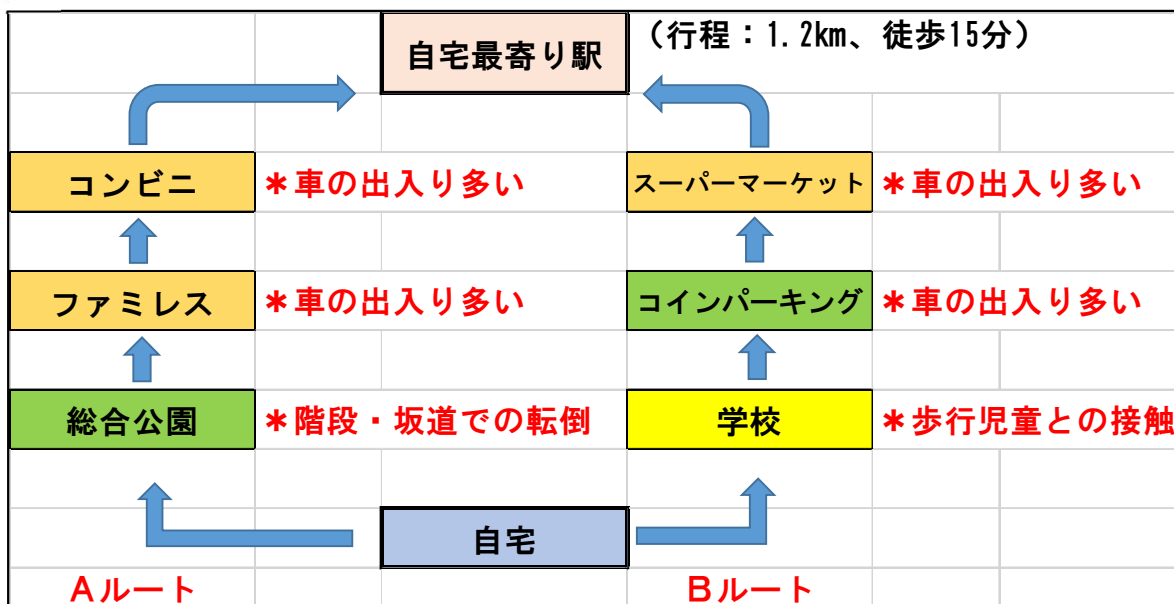 自宅最寄り駅
（行程：1.2km、徒歩15分）
コンビニ
＊車の出入り多い
スーパーマーケット
＊車の出入り多い
ファミレス
＊車の出入り多い
コインパーキング
＊車の出入り多い
総合公園
＊階段・坂道での転倒
学校
＊歩行児童との接触
自宅
Ａルート
Ｂルート